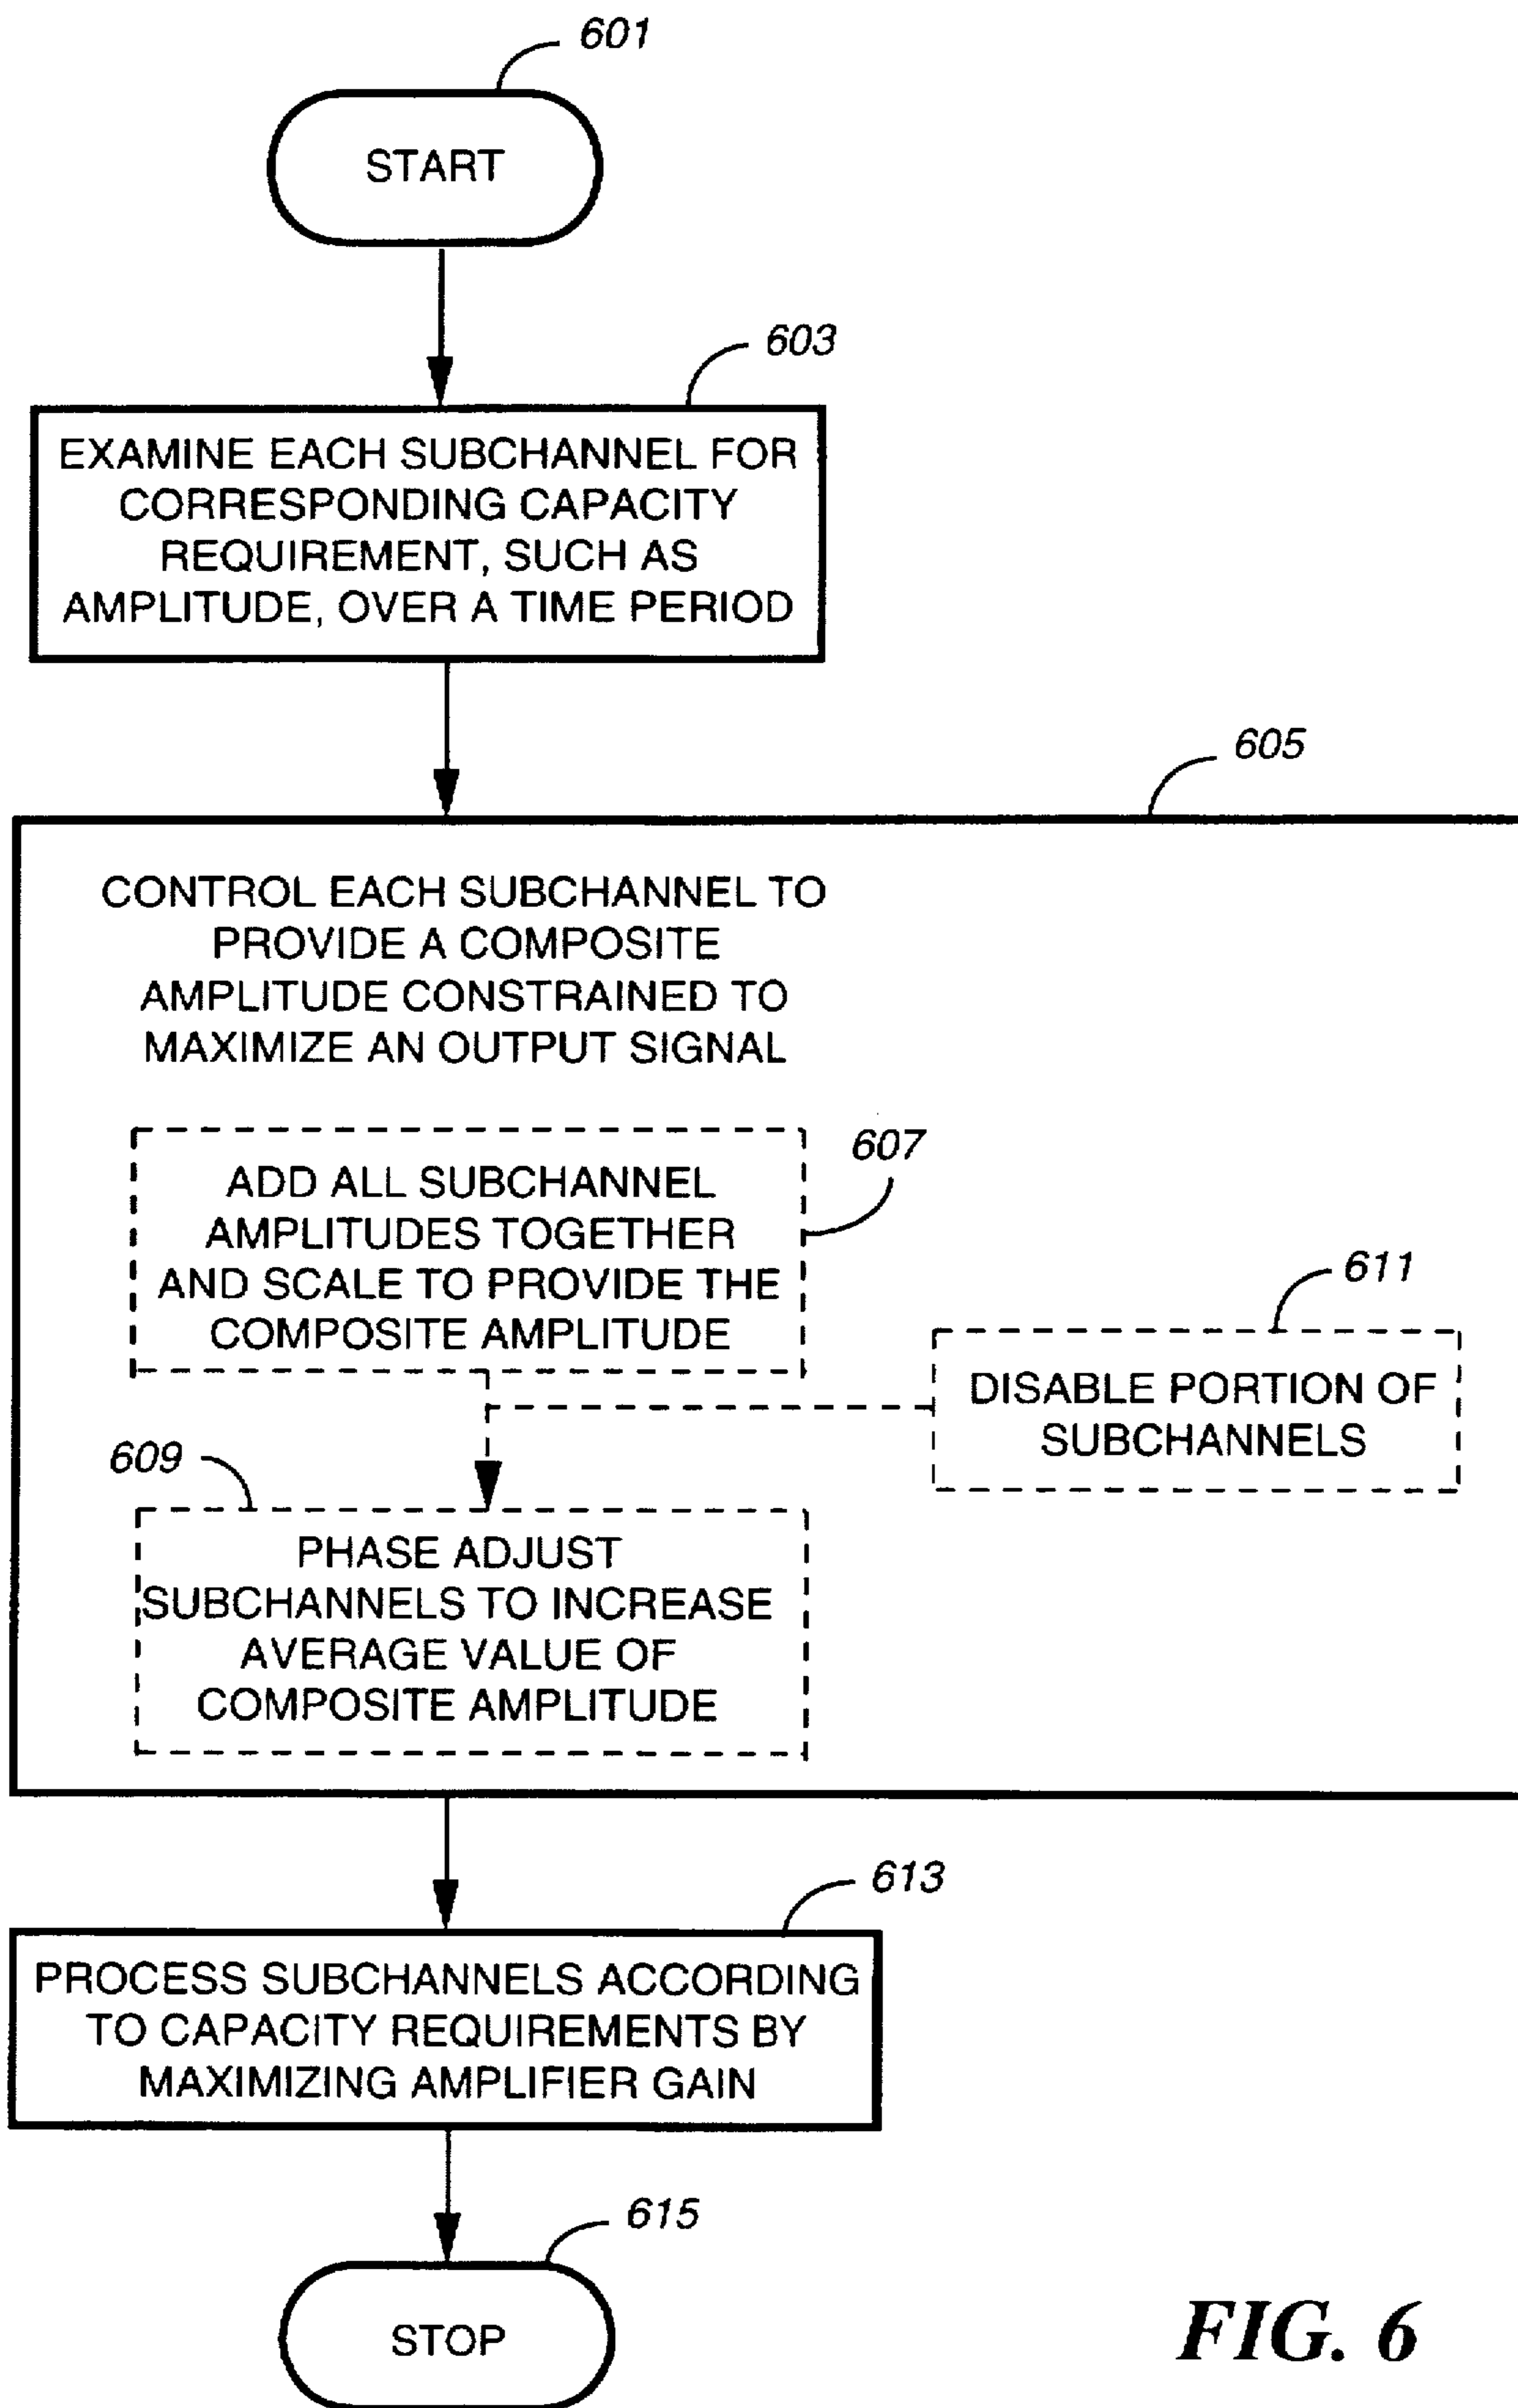 601
START
603
EXAMINE EACH SUBCHANNEL FOR
CORRESPONDING CAPACITY
REQUIREMENT, SUCH AS
AMPLITUDE, OVER A TIME PERIOD
605
CONTROL EACH SUBCHANNEL TO
PROVIDE A COMPOSITE
AMPLITUDE CONSTRAINED TO
MAXIMIZE AN OUTPUT SIGNAL
607
ADD ALL SUBCHANNEL
AMPLITUDES TOGETHER
AND SCALE TO PROVIDE THE
COMPOSITE AMPLITUDE
611
DISABLE PORTION OF
SUBCHANNELS
609
PHASE ADJUST
SUBCHANNELS TO INCREASE
AVERAGE VALUE OF
COMPOSITE AMPLITUDE
613
PROCESS SUBCHANNELS ACCORDING
TO CAPACITY REQUIREMENTS BY
MAXIMIZING AMPLIFIER GAIN
615
STOP
FIG. 6